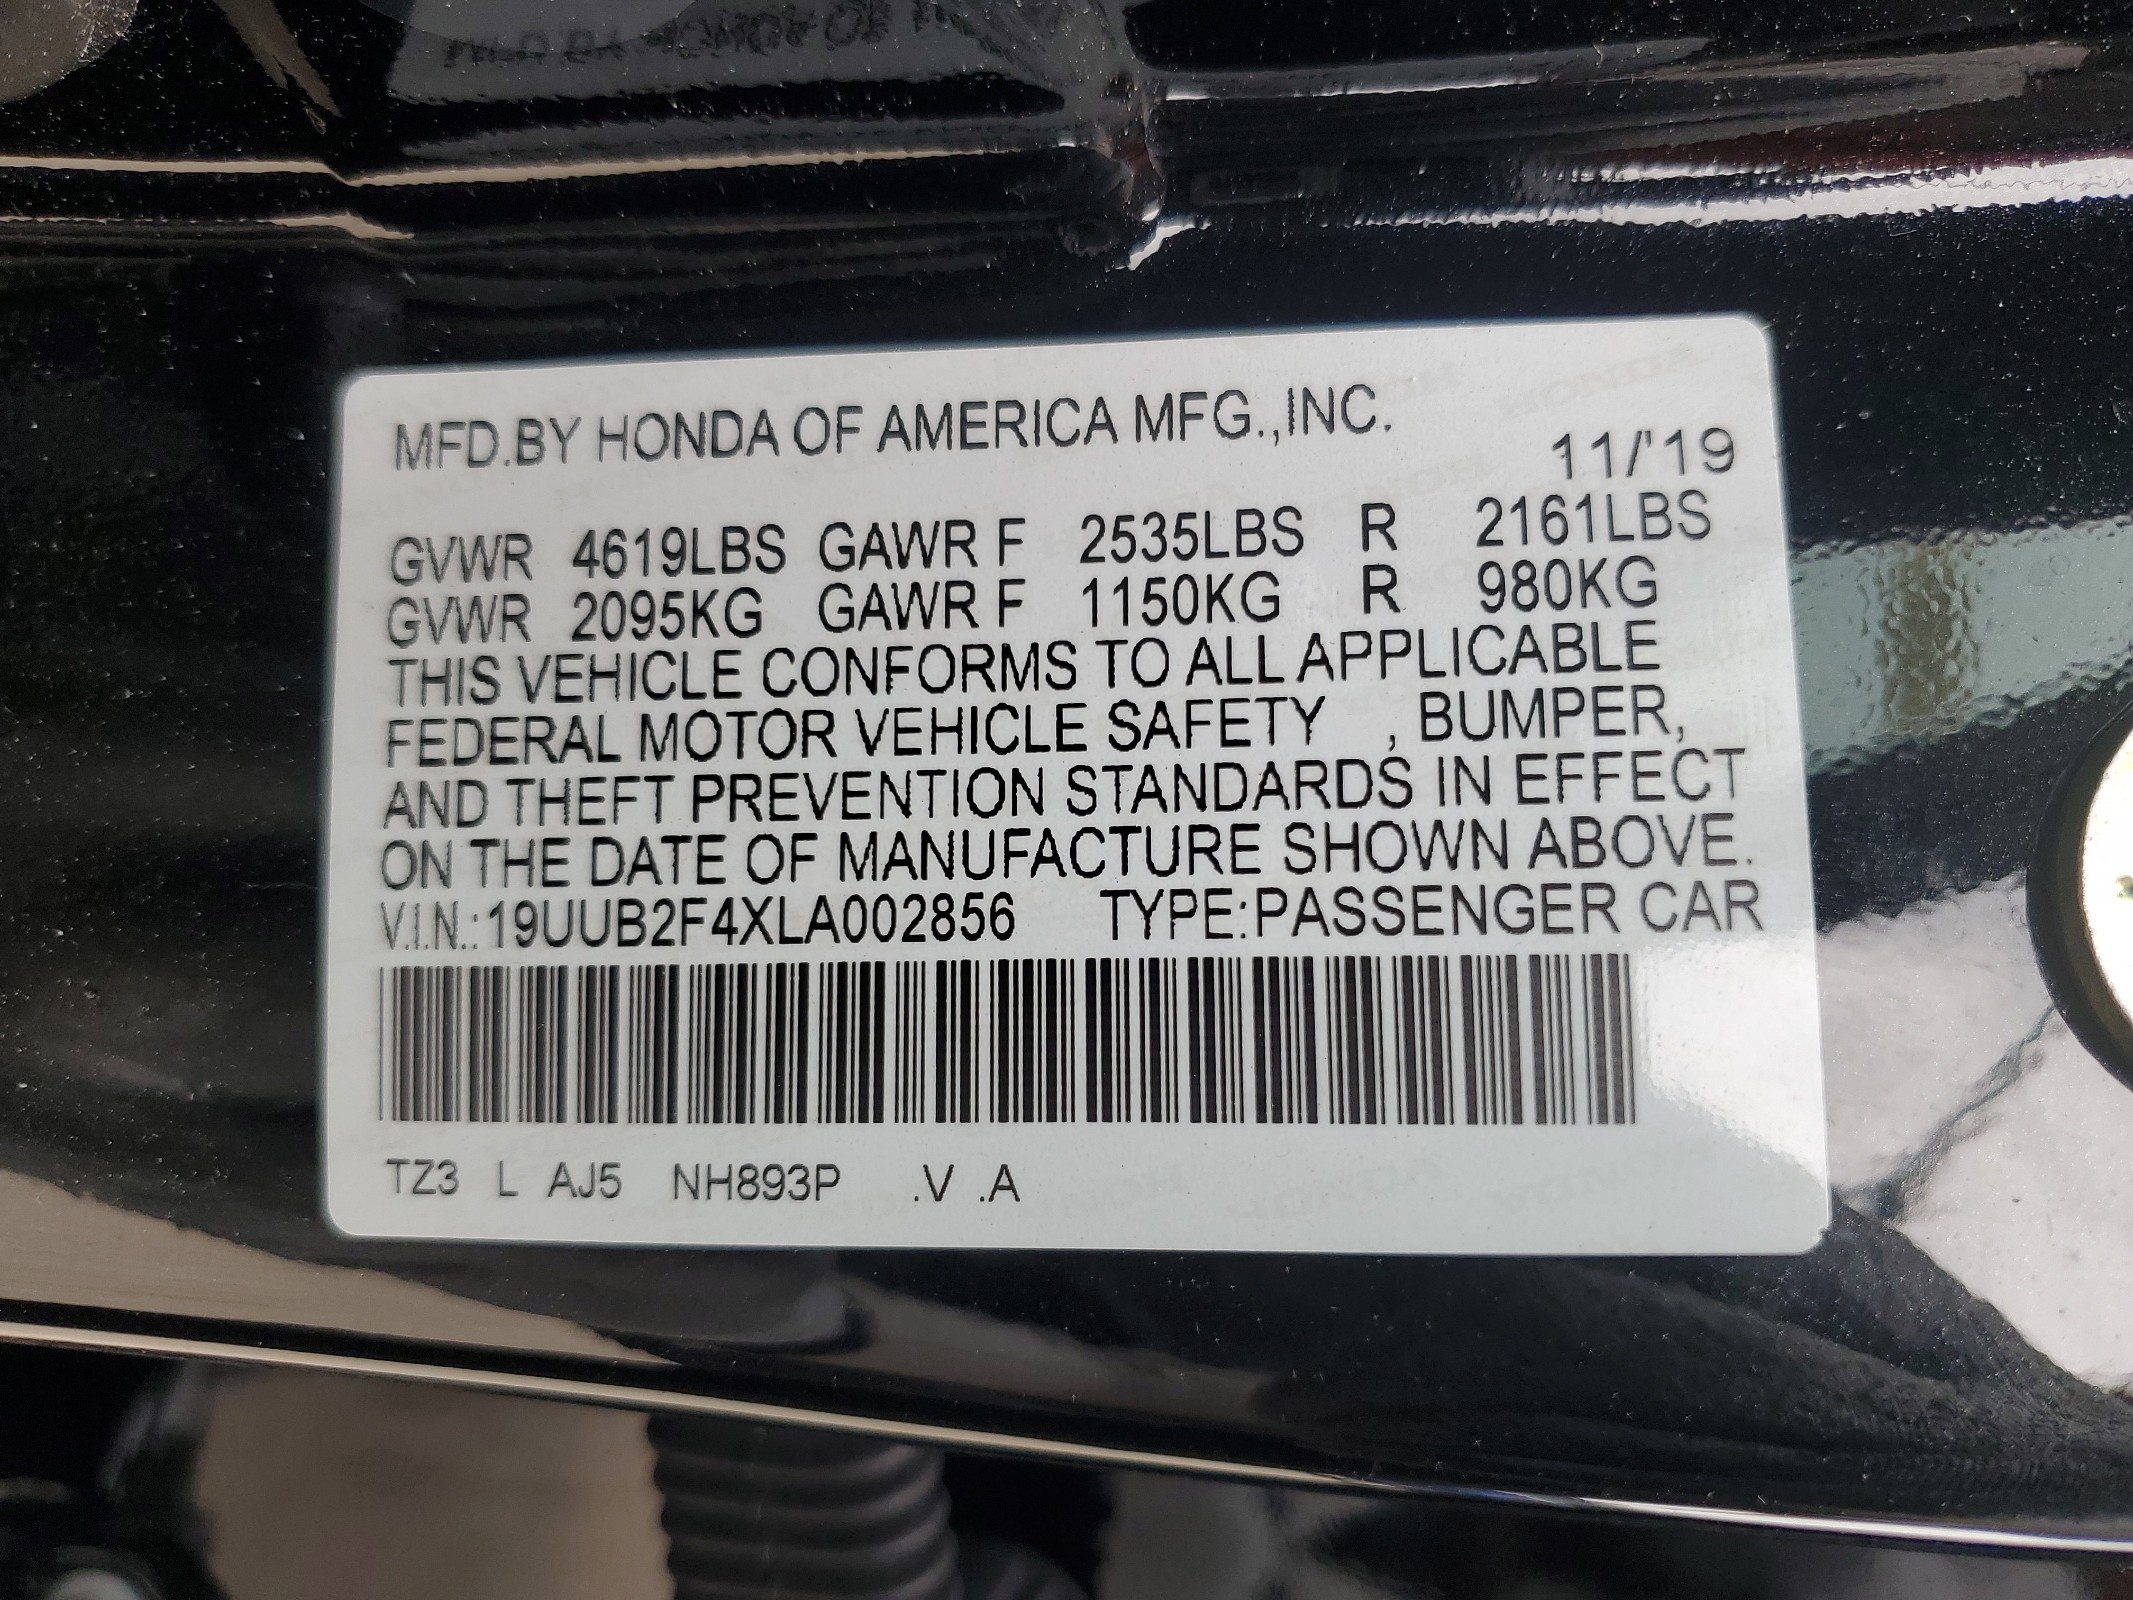 MFD.BY HONDA OF AMERICA MFG.,INC.
11/'19
GVWR 4619LBS GAWR F 2535LBS R 2161LBS
GVWR 2095KG GAWR F 1150KG R 980KG
THIS VEHICLE CONFORMS TO ALL APPLICABLE
FEDERAL MOTOR VEHICLE SAFETY , BUMPER,
AND THEFT PREVENTION STANDARDS IN EFFECT
ON THE DATE OF MANUFACTURE SHOWN ABOVE.
V.I.N.:19UUB2F4XLA002856 TYPE:PASSENGER CAR
TZ3 L AJ5 NH893P .V .A